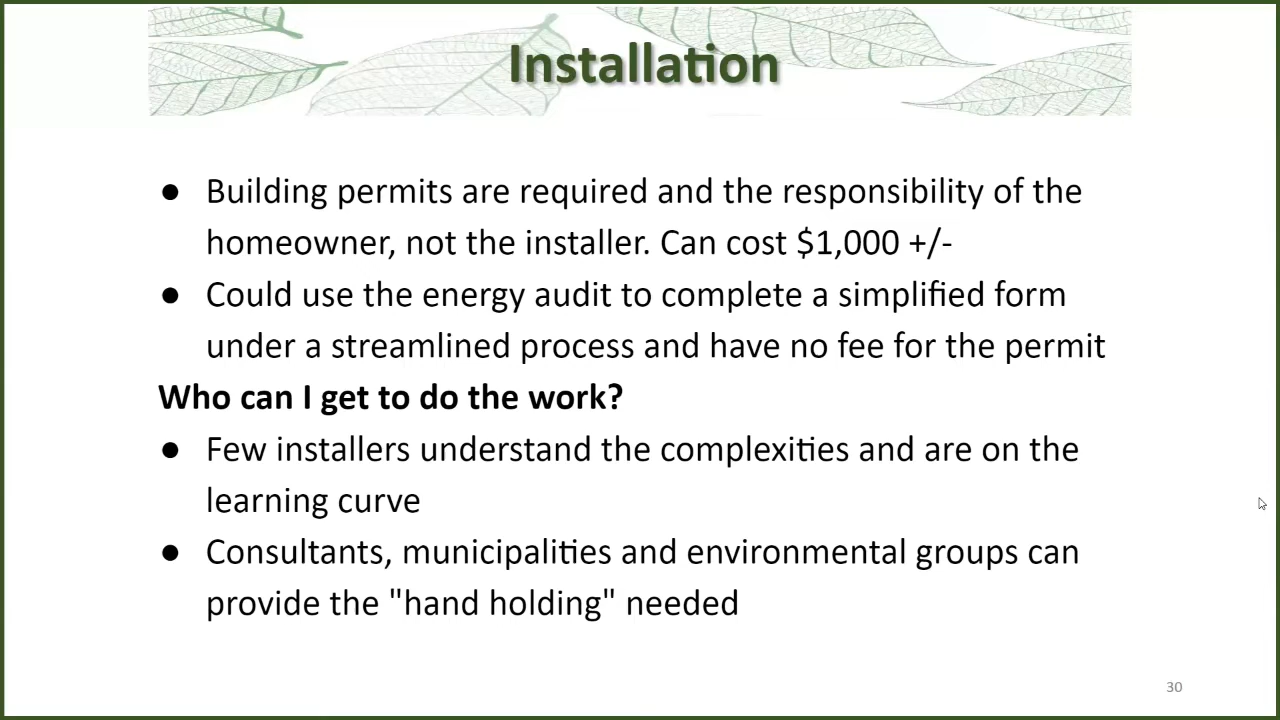 Installation
● Building permits are required and the responsibility of the
homeowner, not the installer. Can cost $1,000 +/-
● Could use the energy audit to complete a simplified form
under a streamlined process and have no fee for the permit
Who can I get to do the work?
● Few installers understand the complexities and are on the
learning curve
● Consultants, municipalities and environmental groups can
provide the "hand holding" needed
30